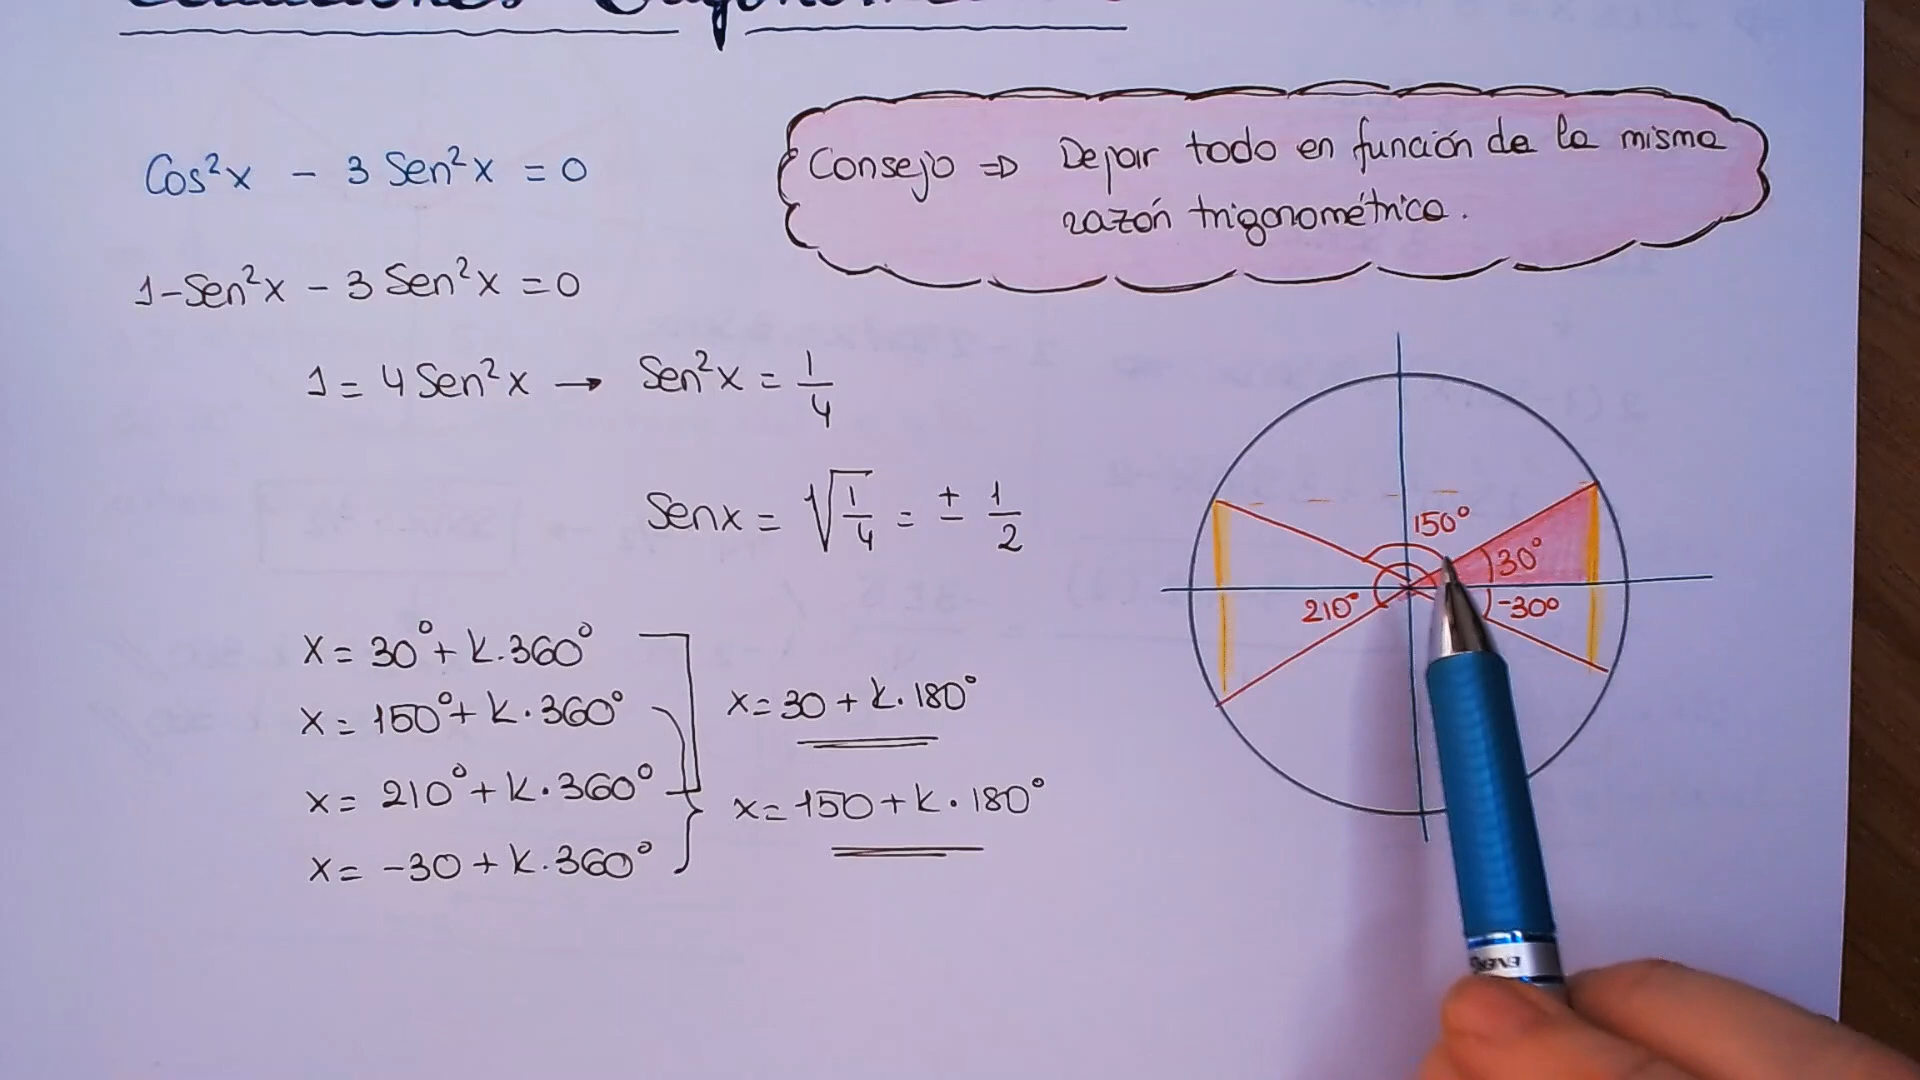 Cos²x - 3 Sen²x = 0
Consejo ⇒ Dejar todo en función de la misma
razón trigonométrica.
1-Sen²x - 3 Sen²x = 0
1 = 4 Sen²x → Sen²x = 1/4
Senx = √1/4 = ± 1/2
150°
30°
210°
-30°
x = 30° + k.360°
x = 150° + k.360°
x = 210° + k.360°
x = -30 + k.360°
x = 30 + k.180°
x = 150 + k.180°